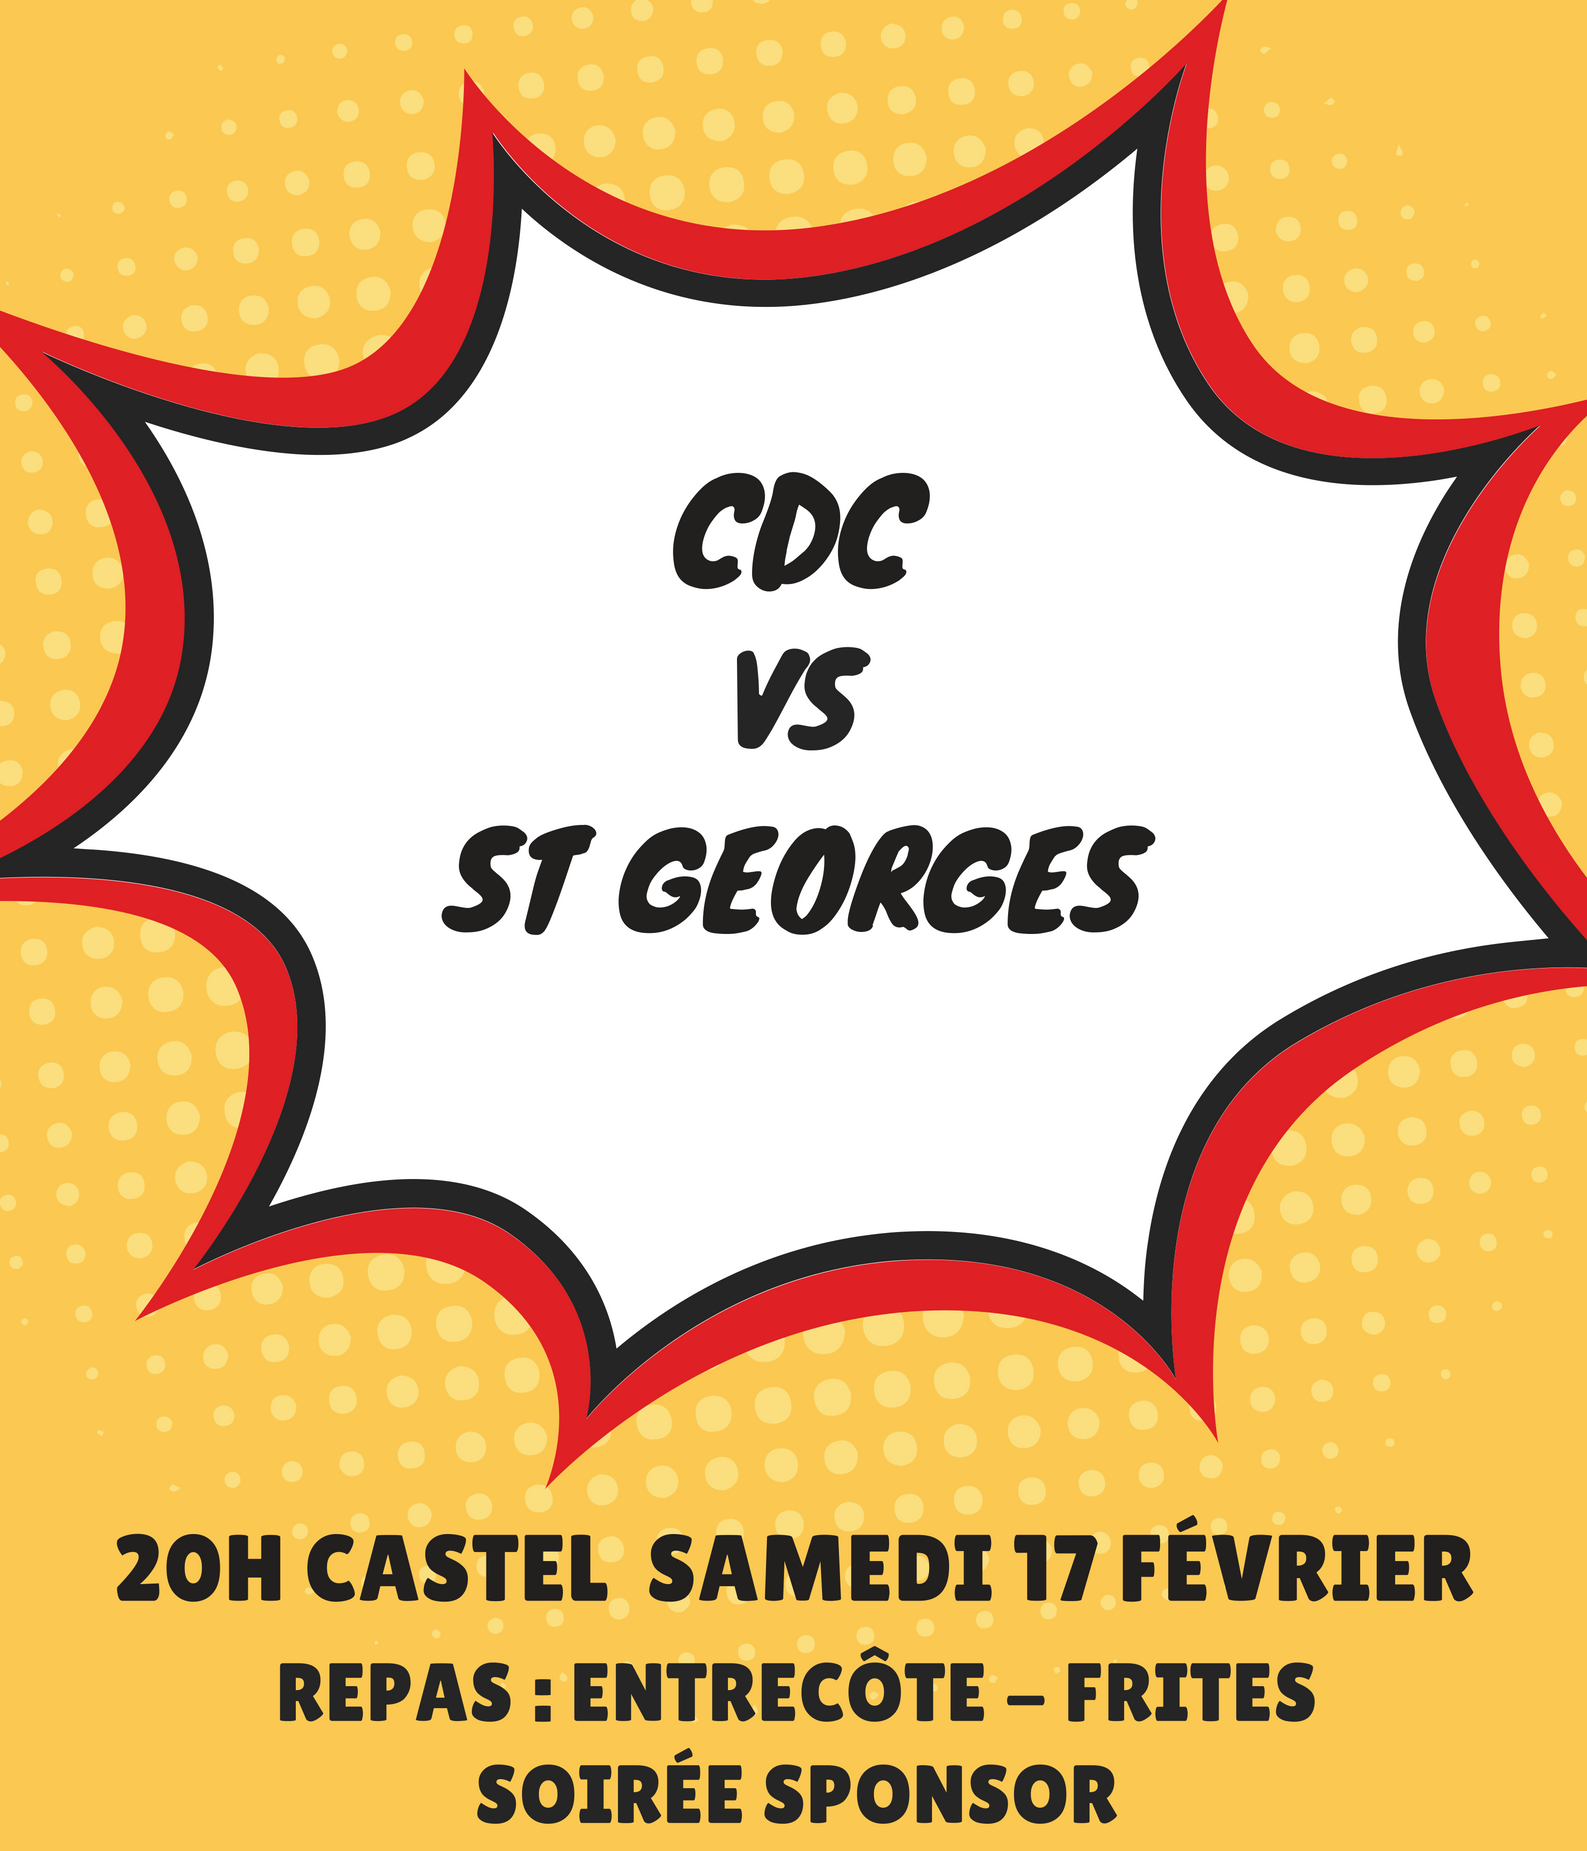 CDC
VS
ST GEORGES
20H CASTEL SAMEDI 17 FÉVRIER
REPAS : ENTRECÔTE – FRITES
SOIRÉE SPONSOR